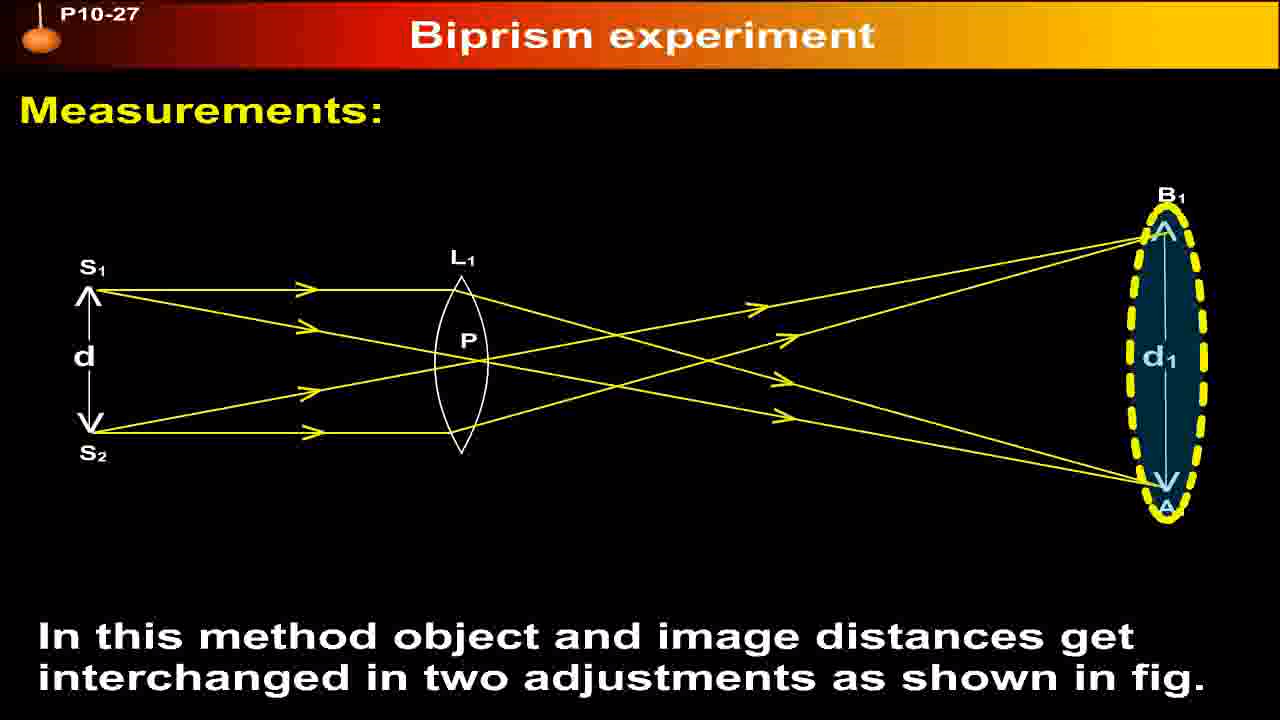 P10-27
Biprism experiment
Measurements:
B₁
L₁
S₁
P
d
d₁
S₂
A
In this method object and image distances get
interchanged in two adjustments as shown in fig.